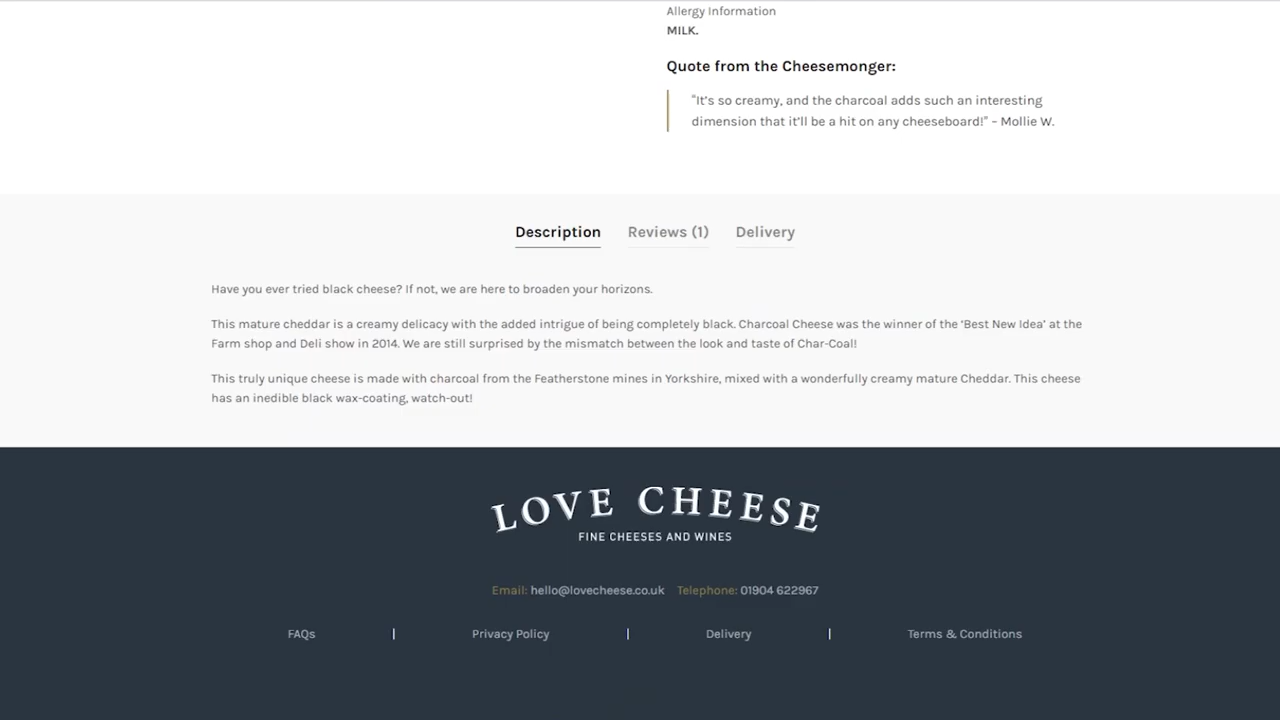 Allergy Information
MILK.
Quote from the Cheesemonger:
"It's so creamy, and the charcoal adds such an interesting
dimension that it'll be a hit on any cheeseboard!" – Mollie W.
Description Reviews (1) Delivery
Have you ever tried black cheese? If not, we are here to broaden your horizons.
This mature cheddar is a creamy delicacy with the added intrigue of being completely black. Charcoal Cheese was the winner of the 'Best New Idea' at the
Farm shop and Deli show in 2014. We are still surprised by the mismatch between the look and taste of Char-Coal!
This truly unique cheese is made with charcoal from the Featherstone mines in Yorkshire, mixed with a wonderfully creamy mature Cheddar. This cheese
has an inedible black wax-coating, watch-out!
LOVE CHEESE
FINE CHEESES AND WINES
Email: hello@lovecheese.co.uk Telephone: 01904 622967
FAQs | Privacy Policy | Delivery | Terms & Conditions